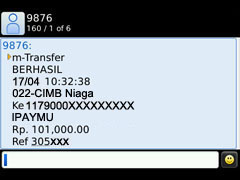 9876
160 / 1 of 6
9876:
m-Transfer
BERHASIL
17/04 10:32:38
022-CIMB Niaga
Ke 1179000XXXXXXXXX
IPAYMU
Rp. 101,000.00
Ref 305xxx